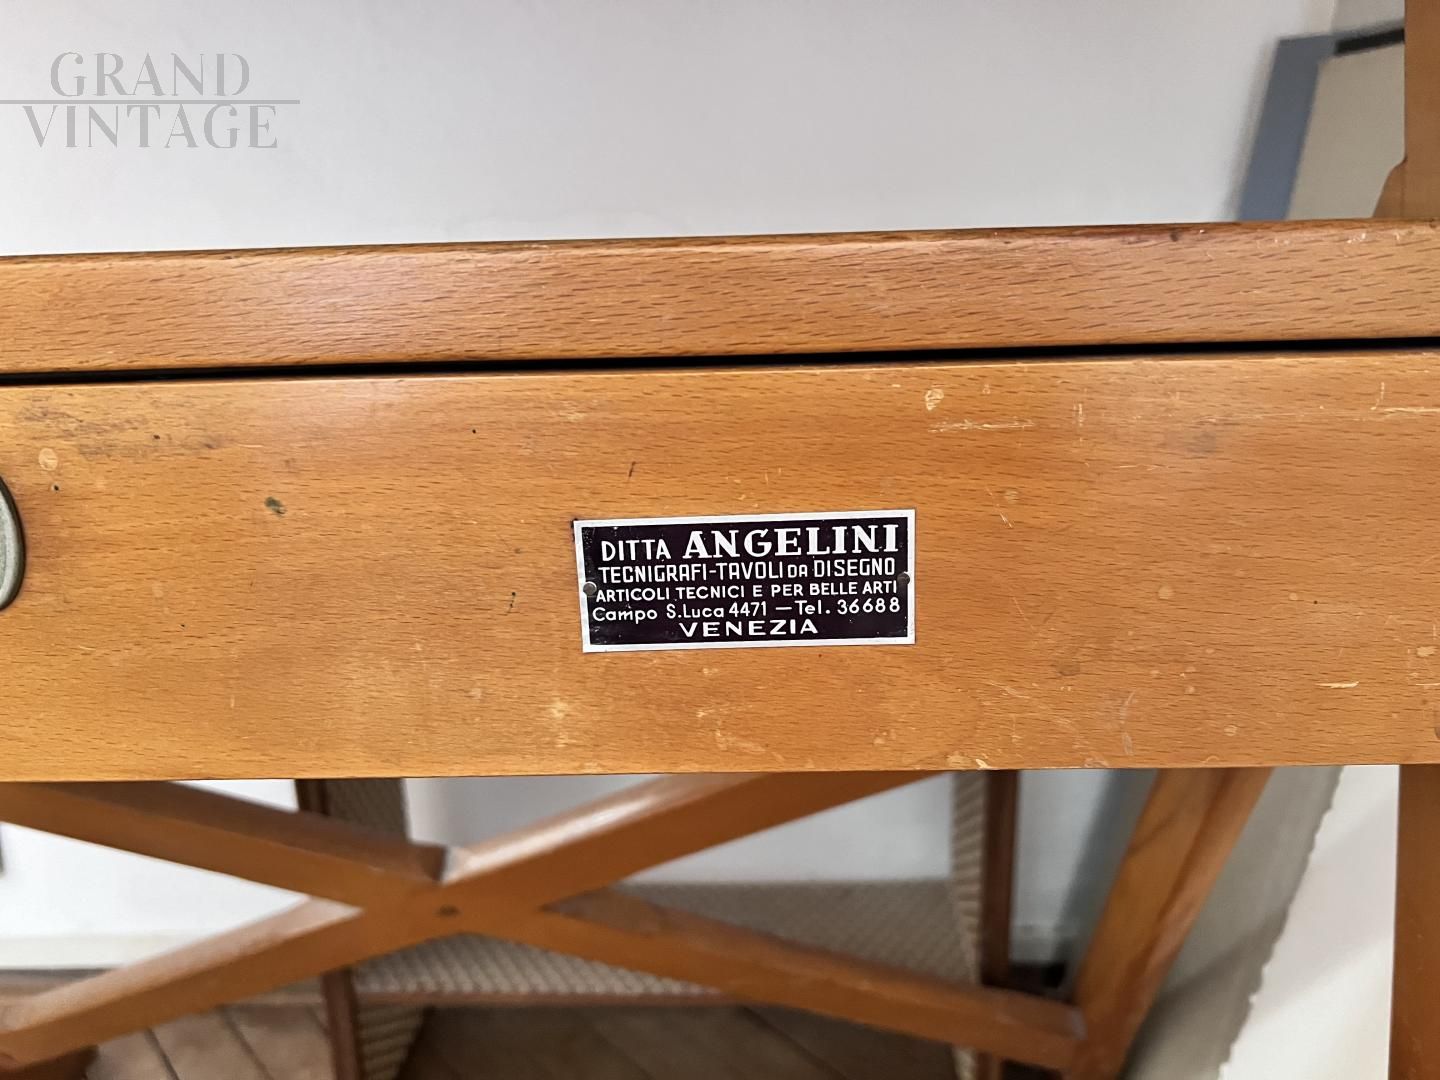 GRAND
VINTAGE
DITTA ANGELINI
TECNIGRAFI-TAVOLI DA DISEGNO
ARTICOLI TECNICI E PER BELLE ARTI
Campo S. Luca 4471 — Tel. 36688
VENEZIA